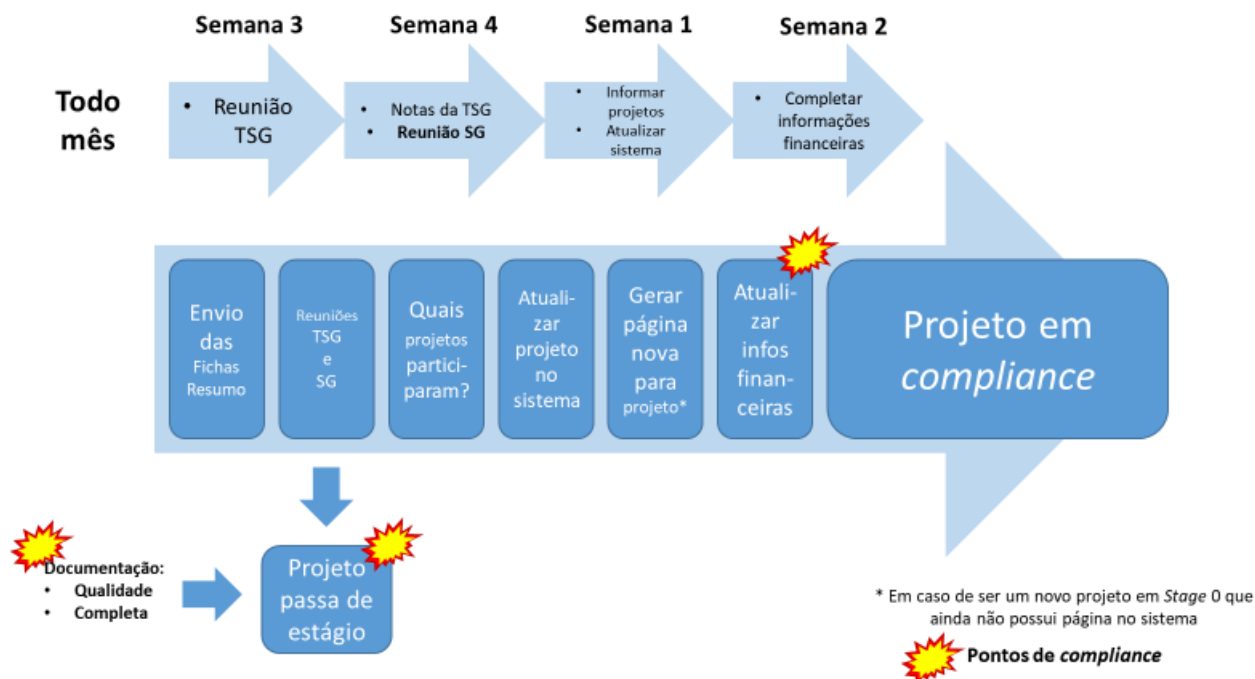 Semana 3
Semana 4
Semana 1
Semana 2
Todo
mês
• Reunião
TSG
• Notas da TSG
• Reunião SG
• Informar
projetos
• Atualizar
sistema
• Completar
informações
financeiras
Envio
das
Fichas
Resumo
Reuniões
TSG
e
SG
Quais
projetos
partici-
param?
Atuali-
zar
projeto
no
sistema
Gerar
página
nova
para
projeto*
Atuali-
zar
infos
finan-
ceiras
Projeto em
compliance
Documentação:
• Qualidade
• Completa
Projeto
passa de
estágio
* Em caso de ser um novo projeto em Stage 0 que
ainda não possui página no sistema
Pontos de compliance